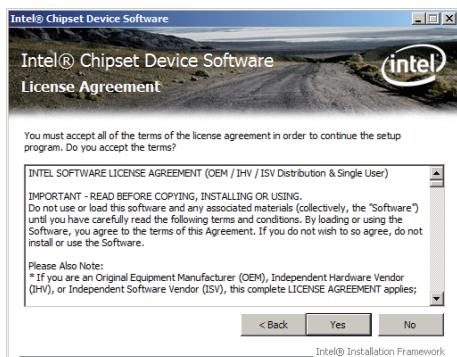 Intel® Chipset Device Software
Intel® Chipset Device Software
License Agreement
intel
You must accept all of the terms of the license agreement in order to continue the setup
program. Do you accept the terms?
INTEL SOFTWARE LICENSE AGREEMENT (OEM / IHV / ISV Distribution & Single User)
IMPORTANT - READ BEFORE COPYING, INSTALLING OR USING.
Do not use or load this software and any associated materials (collectively, the "Software")
until you have carefully read the following terms and conditions. By loading or using the
Software, you agree to the terms of this Agreement. If you do not wish to so agree, do not
install or use the Software.
Please Also Note:
* If you are an Original Equipment Manufacturer (OEM), Independent Hardware Vendor
(IHV), or Independent Software Vendor (ISV), this complete LICENSE AGREEMENT applies;
< Back Yes No
Intel® Installation Framework